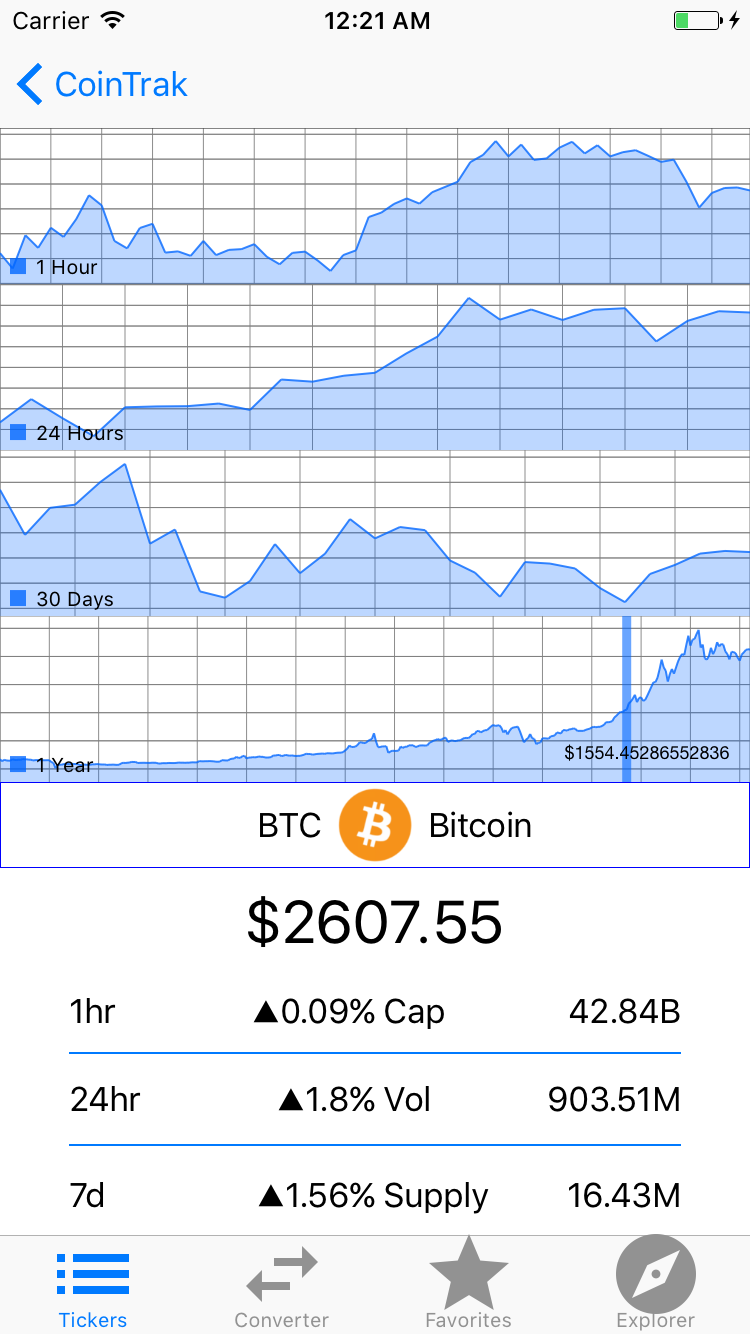 Carrier 12:21 AM
CoinTrak
1 Hour
24 Hours
30 Days
$1554.45286552836
1 Year
BTC Bitcoin
$2607.55
1hr ▲0.09% Cap 42.84B
24hr ▲1.8% Vol 903.51M
7d ▲1.56% Supply 16.43M
Tickers Converter Favorites Explorer